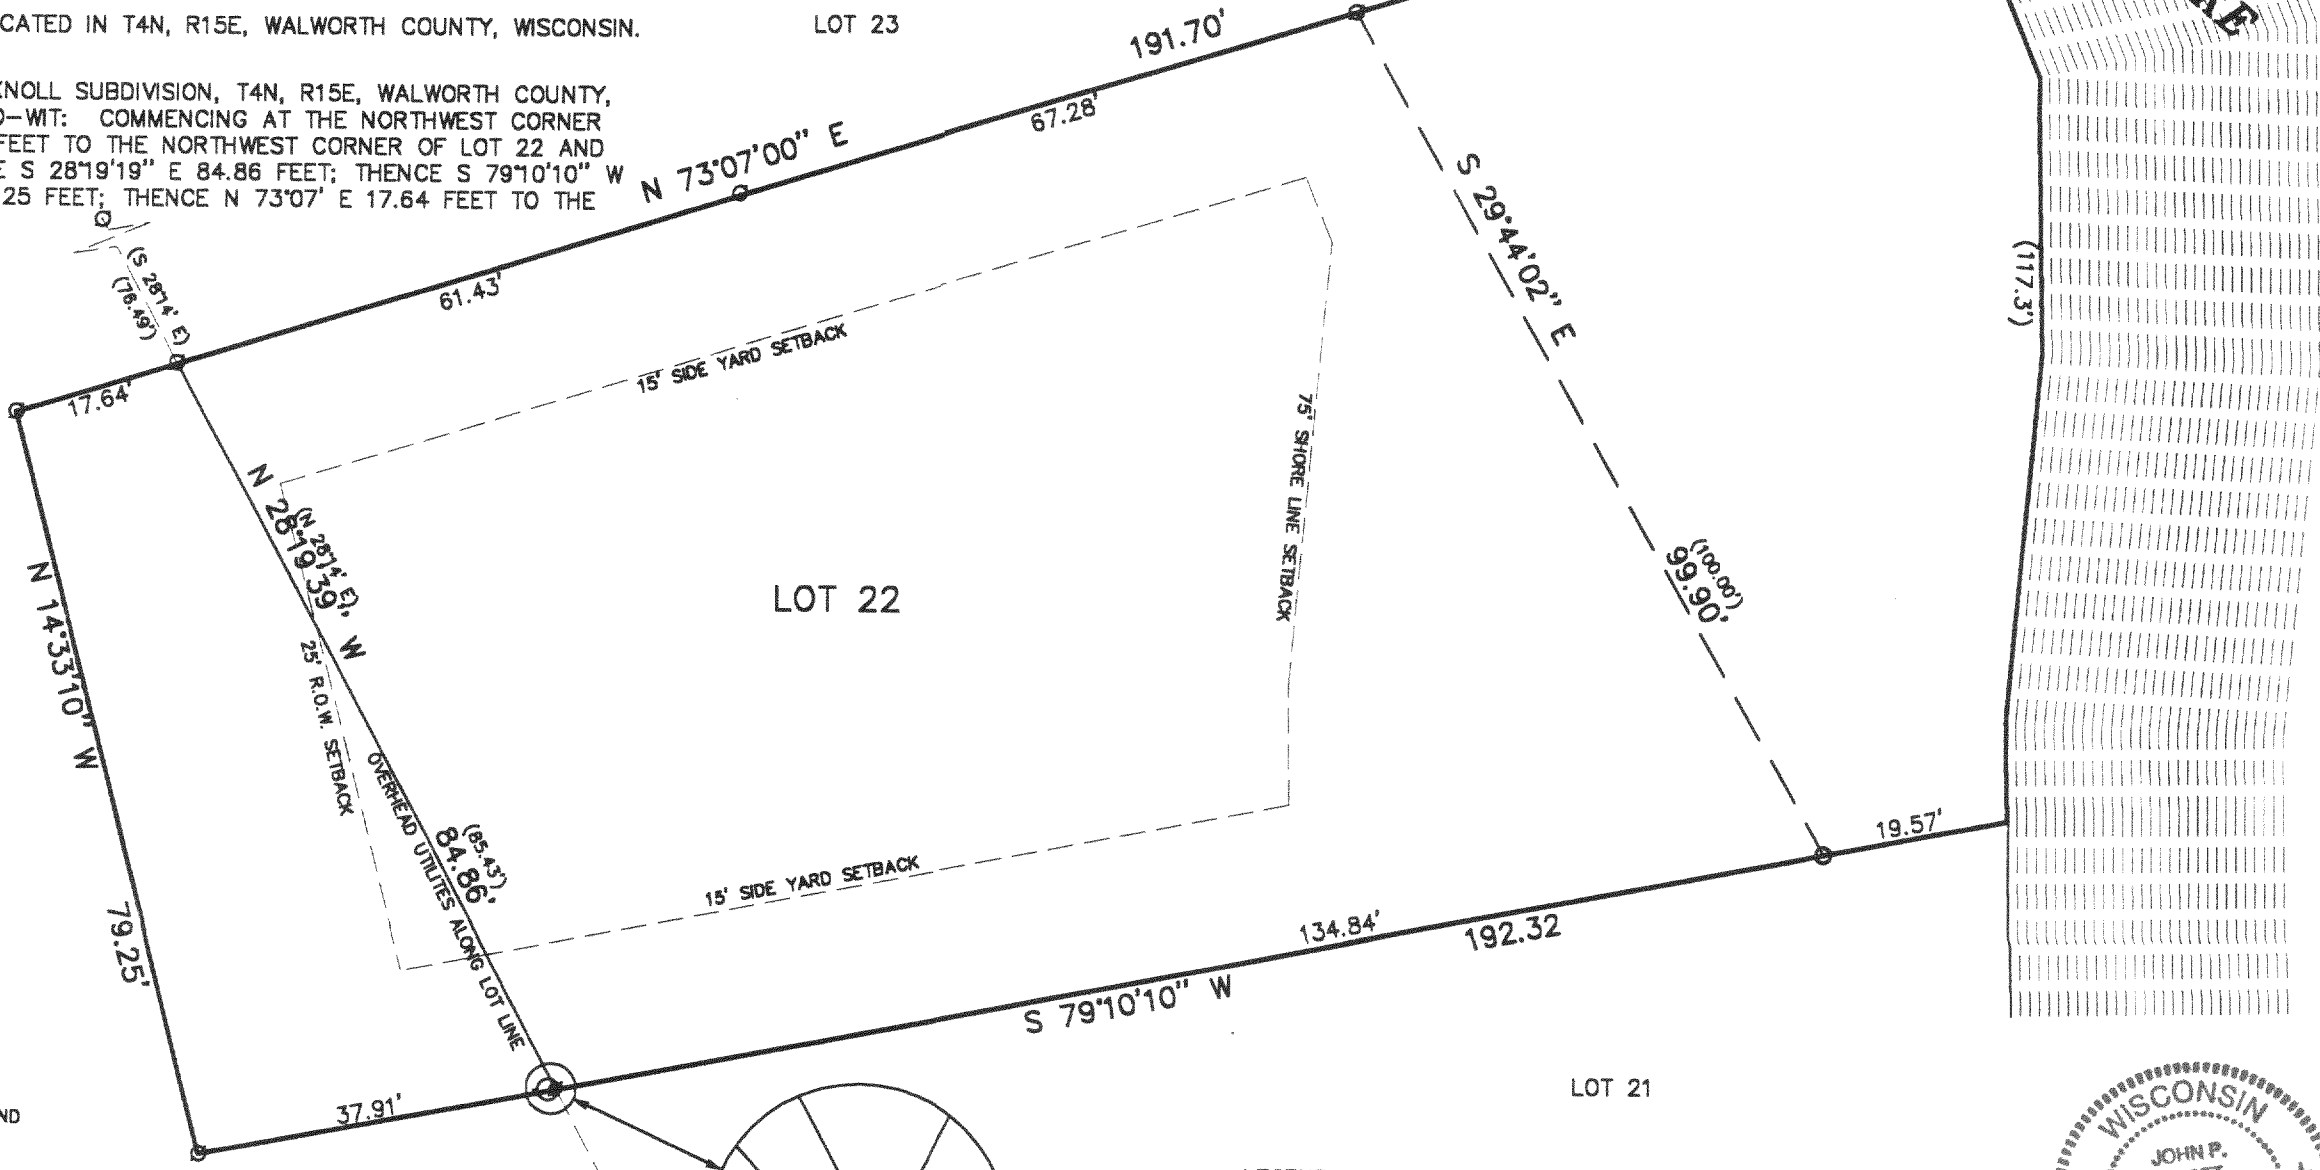 CATED IN T4N, R15E, WALWORTH COUNTY, WISCONSIN.
LOT 23
KNOLL SUBDIVISION, T4N, R15E, WALWORTH COUNTY,
O-WIT: COMMENCING AT THE NORTHWEST CORNER
FEET TO THE NORTHWEST CORNER OF LOT 22 AND
E S 28°19'19" E 84.86 FEET; THENCE S 79°10'10" W
25 FEET; THENCE N 73°07' E 17.64 FEET TO THE
191.70'
67.28'
N 73°07'00" E
61.43'
(S 28°14' E)
(76.49')
17.64'
S 29°44'02" E
(100.00')
99.90'
(117.3')
15' SIDE YARD SETBACK
75' SHORE LINE SETBACK
N 28°19'39" W
(N 28°14' E)
LOT 22
N 14°33'10" W
79.25'
25' R.O.W. SETBACK
OVERHEAD UTILITES ALONG LOT LINE
(85.43')
84.86'
15' SIDE YARD SETBACK
19.57'
134.84'
192.32
S 79°10'10" W
37.91'
LOT 21
ND
WISCONSIN
JOHN P.